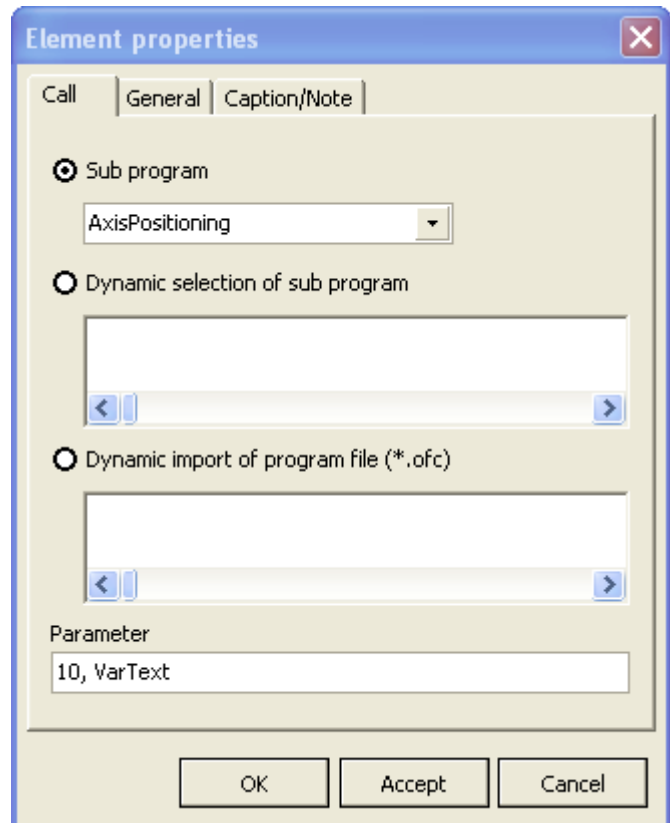 Element properties
Call General Caption/Note
Sub program
AxisPositioning
Dynamic selection of sub program
Dynamic import of program file (*.ofc)
Parameter
10, VarText
OK Accept Cancel